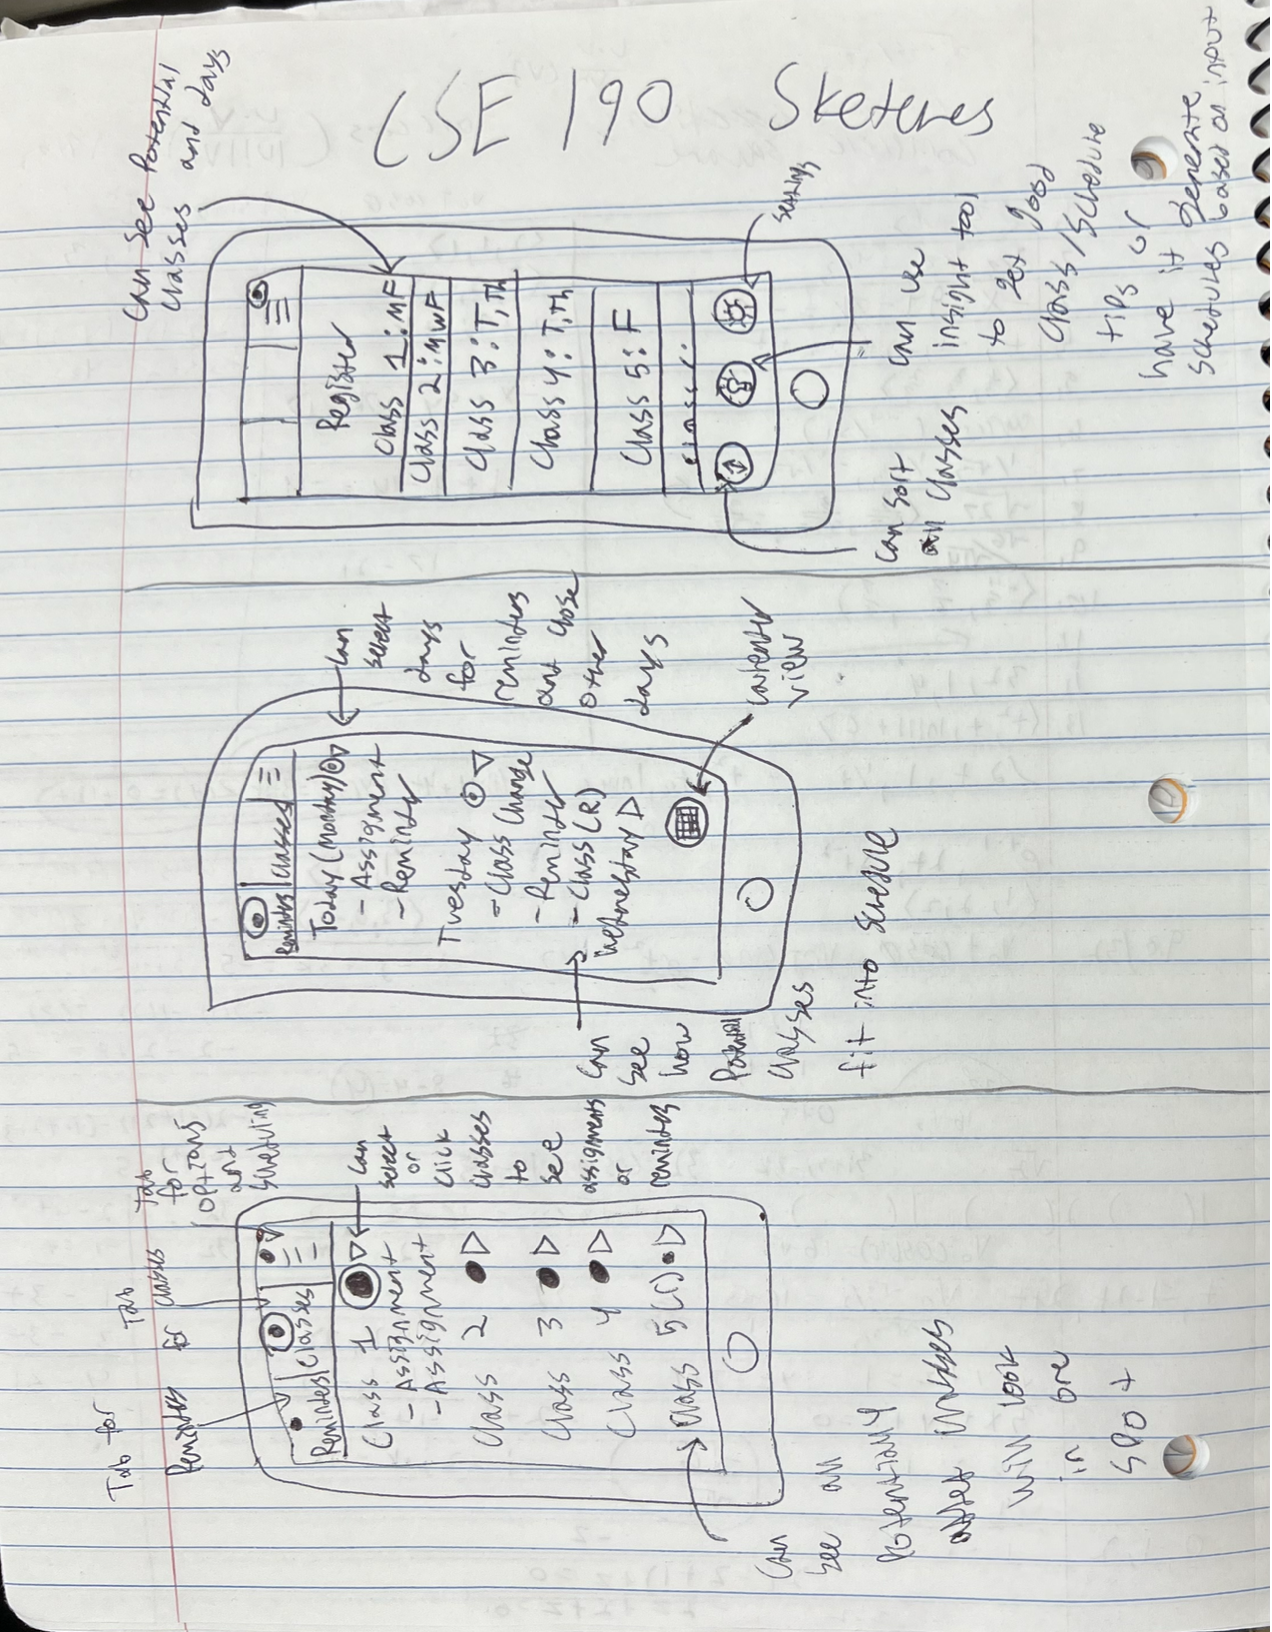 CSE 190 Sketches
Tab for
Reminders
Tab
for classes
Tab
for
options
and
scheduling
Reminders
Classes
Class 1
- Assignment
- Assignment
Class 2
Class 3
Class 4
Class 5(r)
can
select
or
click
classes
to
see
assignments
or
reminders
can
see all
potentially
added classes
will look
in one
spot
Reminders
Classes
Today (Monday)
- Assignment
- Reminder
Tuesday
- Class Change
- Reminder
- Class (R)
Wednesday
can
select
days
for
reminders
and chose
other
days
calendar
view
can
see
how
Potential
classes
fit into schedule
can see potential
classes and days
Register
Class 1: MF
Class 2: MWF
Class 3: T, Th
Class 4: T, Th
Class 5: F
Class 6:
settings
can sort
all classes
can use
insight tool
to get good
class/schedule
tips or
have it generate
schedules based on input